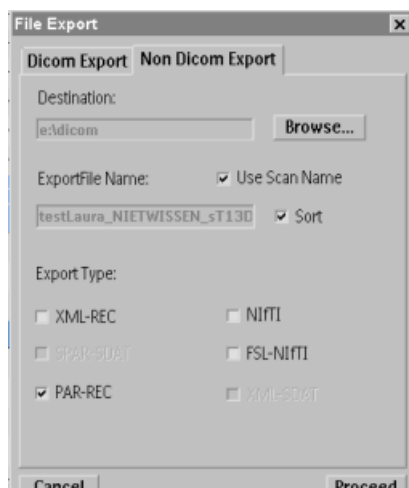 File Export
Dicom Export Non Dicom Export
Destination:
e:\dicom
Browse...
ExportFile Name:
Use Scan Name
testLaura_NIETWISSEN_sT13D
Sort
Export Type:
XML-REC
NIfTI
SPAR-SDAT
FSL-NIfTI
PAR-REC
XML-SDAT
Cancel
Proceed